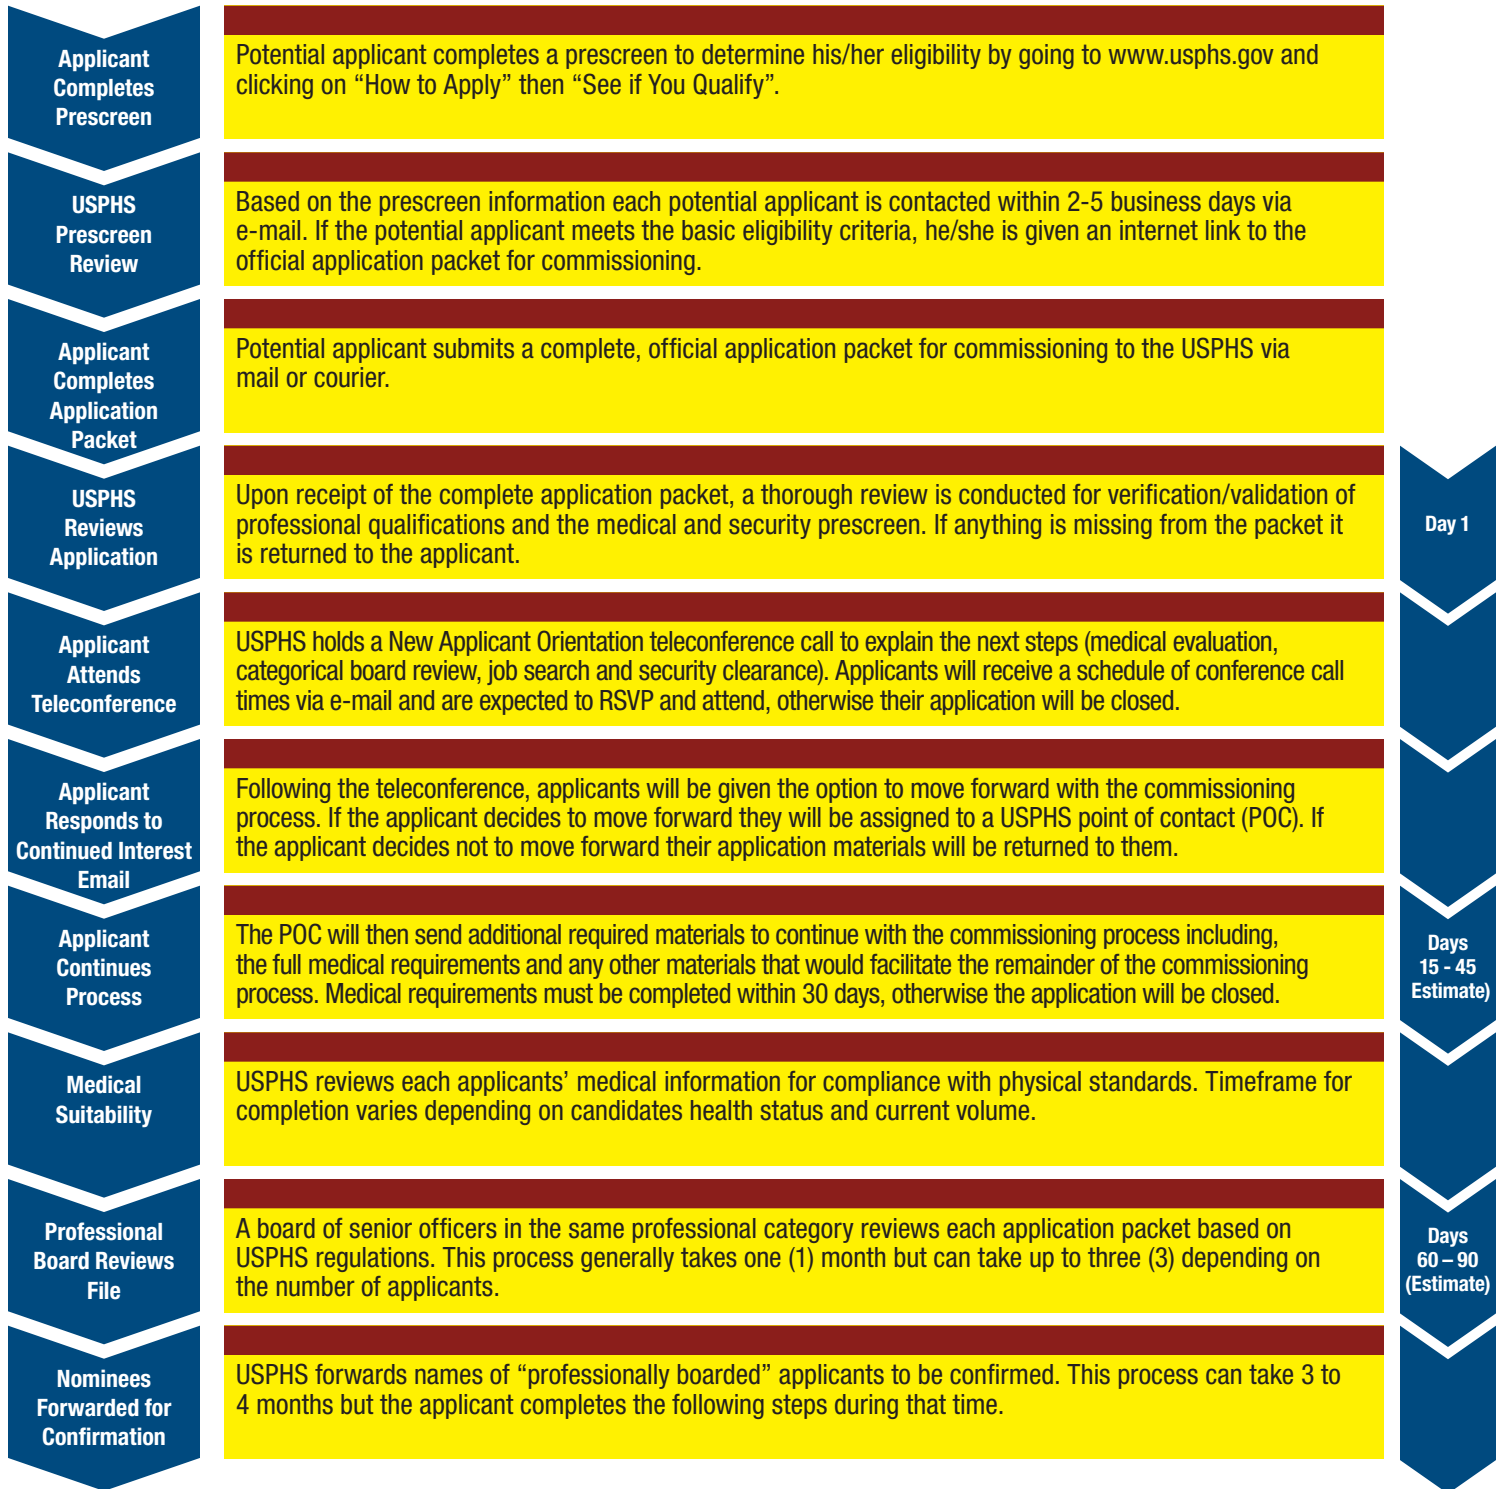 Applicant
Completes
Prescreen
Potential applicant completes a prescreen to determine his/her eligibility by going to www.usphs.gov and
clicking on “How to Apply” then “See if You Qualify”.
USPHS
Prescreen
Review
Based on the prescreen information each potential applicant is contacted within 2-5 business days via
e-mail. If the potential applicant meets the basic eligibility criteria, he/she is given an internet link to the
official application packet for commissioning.
Applicant
Completes
Application
Packet
Potential applicant submits a complete, official application packet for commissioning to the USPHS via
mail or courier.
USPHS
Reviews
Application
Upon receipt of the complete application packet, a thorough review is conducted for verification/validation of
professional qualifications and the medical and security prescreen. If anything is missing from the packet it
is returned to the applicant.
Day 1
Applicant
Attends
Teleconference
USPHS holds a New Applicant Orientation teleconference call to explain the next steps (medical evaluation,
categorical board review, job search and security clearance). Applicants will receive a schedule of conference call
times via e-mail and are expected to RSVP and attend, otherwise their application will be closed.
Applicant
Responds to
Continued Interest
Email
Following the teleconference, applicants will be given the option to move forward with the commissioning
process. If the applicant decides to move forward they will be assigned to a USPHS point of contact (POC). If
the applicant decides not to move forward their application materials will be returned to them.
Applicant
Continues
Process
The POC will then send additional required materials to continue with the commissioning process including,
the full medical requirements and any other materials that would facilitate the remainder of the commissioning
process. Medical requirements must be completed within 30 days, otherwise the application will be closed.
Days
15 - 45
Estimate)
Medical
Suitability
USPHS reviews each applicants’ medical information for compliance with physical standards. Timeframe for
completion varies depending on candidates health status and current volume.
Professional
Board Reviews
File
A board of senior officers in the same professional category reviews each application packet based on
USPHS regulations. This process generally takes one (1) month but can take up to three (3) depending on
the number of applicants.
Days
60 – 90
(Estimate)
Nominees
Forwarded for
Confirmation
USPHS forwards names of “professionally boarded” applicants to be confirmed. This process can take 3 to
4 months but the applicant completes the following steps during that time.